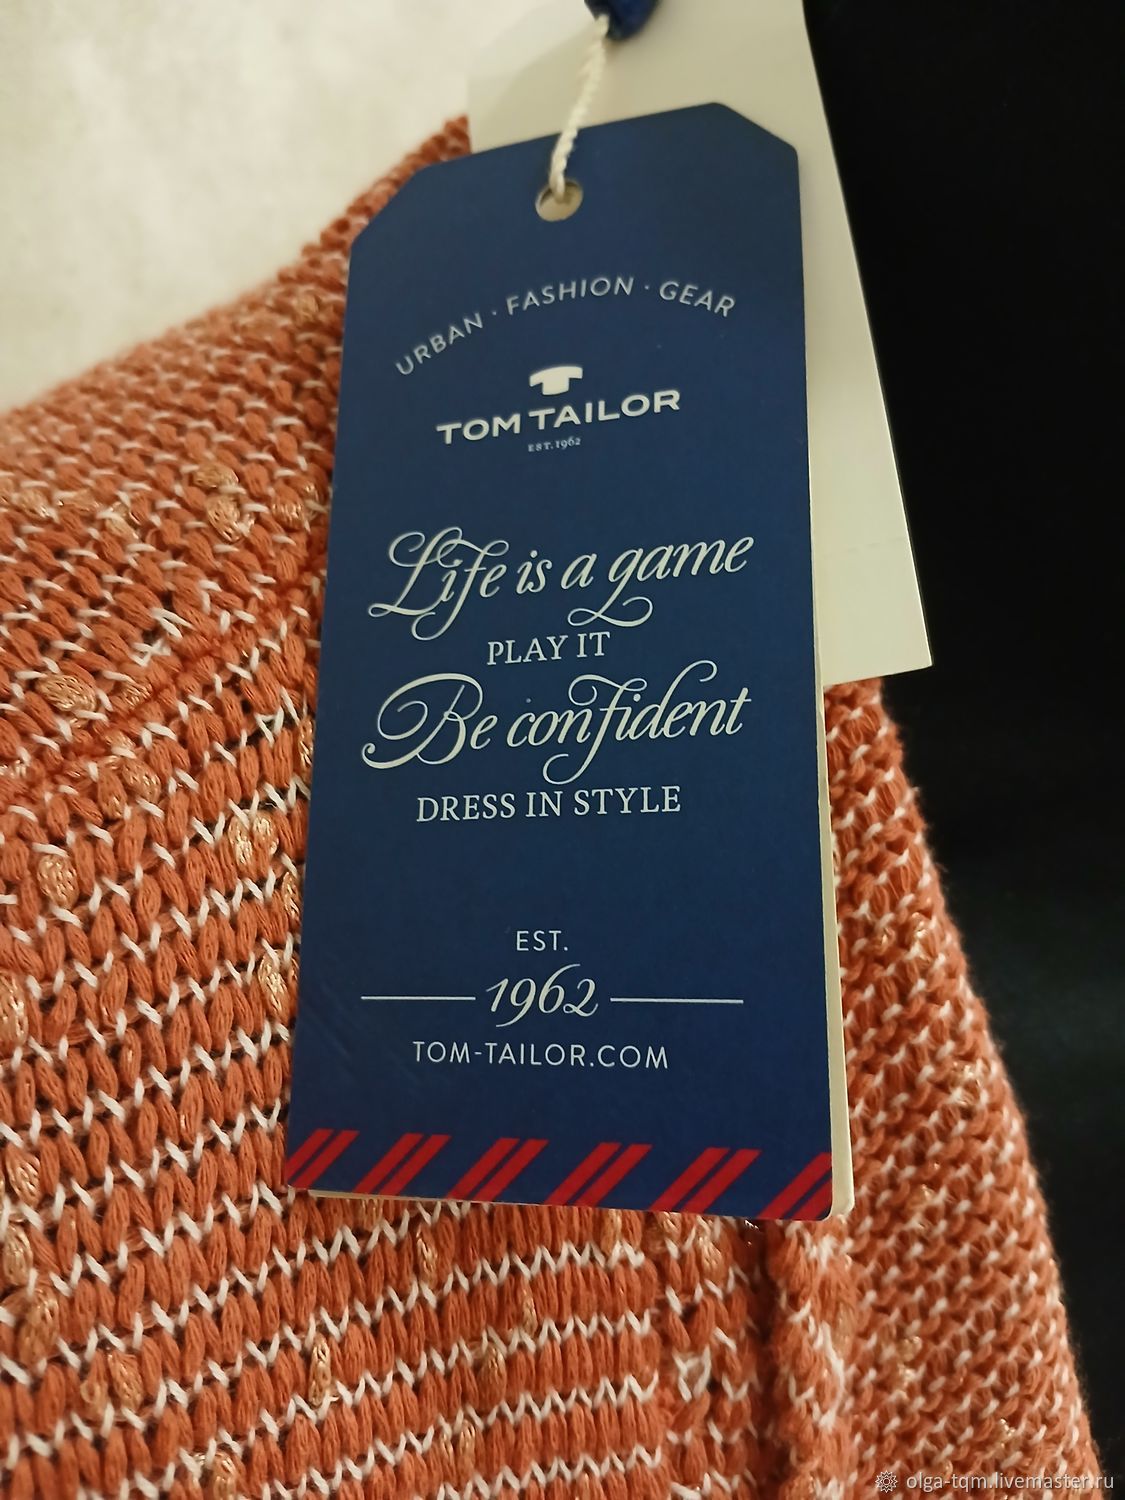 URBAN · FASHION · GEAR
TOM TAILOR
EST. 1962
Life is a game
PLAY IT
Be confident
DRESS IN STYLE
EST.
1962
TOM-TAILOR.COM
olga-tqm.livemaster.ru